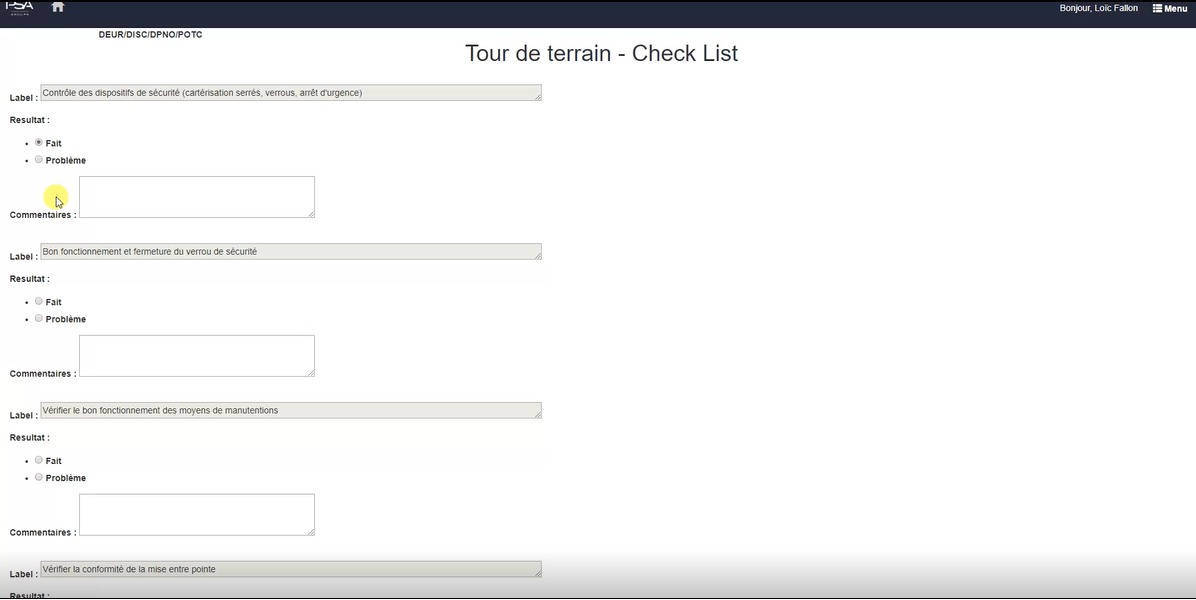 PSA
GROUPE
Bonjour, Loïc Fallon
Menu
DEUR/DISC/DPNO/POTC
Tour de terrain - Check List
Label : Contrôle des dispositifs de sécurité (cartérisation serrés, verrous, arrêt d'urgence)
Resultat :
Fait
Problème
Commentaires :
Label : Bon fonctionnement et fermeture du verrou de sécurité
Resultat :
Fait
Problème
Commentaires :
Label : Vérifier le bon fonctionnement des moyens de manutentions
Resultat :
Fait
Problème
Commentaires :
Label : Vérifier la conformité de la mise entre pointe
Resultat :